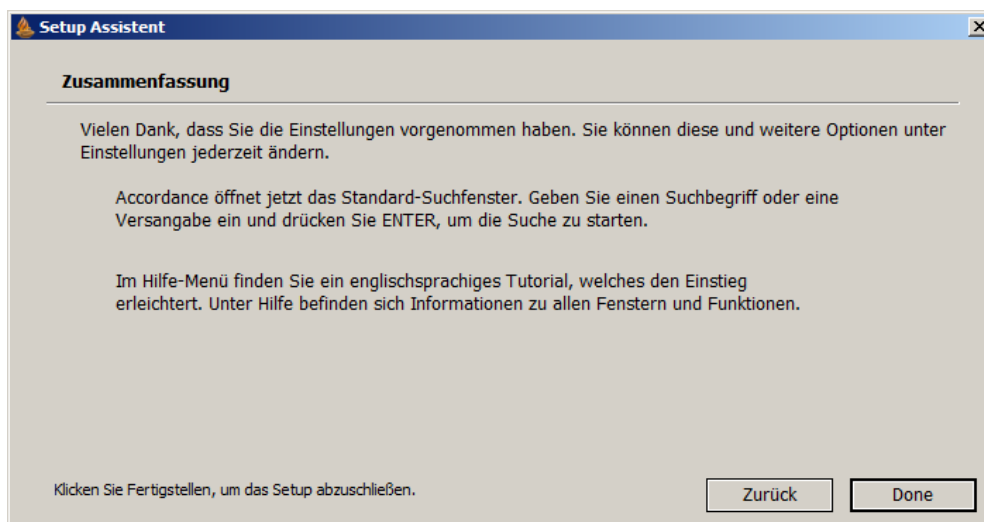 Setup Assistent
Zusammenfassung
Vielen Dank, dass Sie die Einstellungen vorgenommen haben. Sie können diese und weitere Optionen unter
Einstellungen jederzeit ändern.
Accordance öffnet jetzt das Standard-Suchfenster. Geben Sie einen Suchbegriff oder eine
Versangabe ein und drücken Sie ENTER, um die Suche zu starten.
Im Hilfe-Menü finden Sie ein englischsprachiges Tutorial, welches den Einstieg
erleichtert. Unter Hilfe befinden sich Informationen zu allen Fenstern und Funktionen.
Klicken Sie Fertigstellen, um das Setup abzuschließen.
Zurück
Done